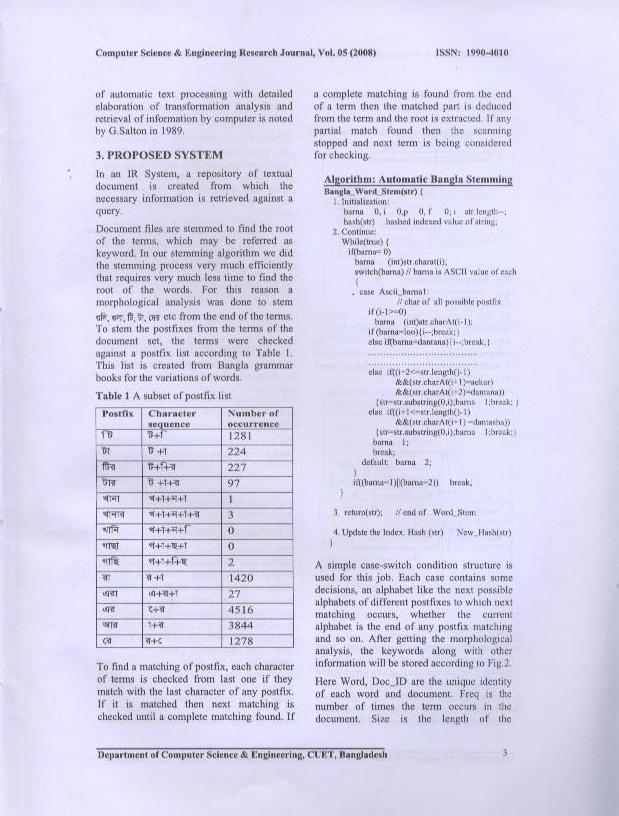 Computer Science & Engineering Research Journal, Vol. 05 (2008) ISSN: 1990-4010
of automatic text processing with detailed
elaboration of transformation analysis and
retrieval of information by computer is noted
by G.Salton in 1989.
3. PROPOSED SYSTEM
In an IR System, a repository of textual
document is created from which the
necessary information is retrieved against a
query.
Document files are stemmed to find the root
of the terms, which may be referred as
keyword. In our stemming algorithm we did
the stemming process very much efficiently
that requires very much less time to find the
root of the words. For this reason a
morphological analysis was done to stem
গুলি, গুলা, টি, টা, দের etc from the end of the terms.
To stem the postfixes from the terms of the
document set, the terms were checked
against a postfix list according to Table 1.
This list is created from Bangla grammar
books for the variations of words.
Table 1 A subset of postfix list
Postfix Character Number of
sequence occurrence
টি ট+ি 1281
টা ট+া 224
টির ট+ি+র 227
টার ট+া+র 97
খানা খ+া+ন+া 1
খানার খ+া+ন+া+র 3
খানি খ+া+ন+ি 0
গাছা গ+া+ছ+া 0
গাছি গ+া+ি+ছ 2
রা র+া 1420
এরা এ+র+া 27
এর ে+র 4516
আর া+র 3844
রে র+ে 1278
To find a matching of postfix, each character
of terms is checked from last one if they
match with the last character of any postfix.
If it is matched then next matching is
checked until a complete matching found. If
a complete matching is found from the end
of a term then the matched part is deduced
from the term and the root is extracted. If any
partial match found then the scanning
stopped and next term is being considered
for checking.
Algorithm: Automatic Bangla Stemming
Bangla_Word_Stem(str) {
1. Initialization:
barna 0, i 0,p 0, f 0; i str.length--;
hash(str) hashed indexed value of string;
2. Continue:
While(true) {
if(barna= 0)
barna (int)str.charat(i);
switch(barna) // barna is ASCII value of each
{
case Ascii_barna1:
// char of all possible postfix
if (i-1>=0)
barna (int)str.charAt(i-1);
if (barna=loo){i--;break;}
else if(barna=dantana){i--;break;}
......................................
......................................
else if((i+2<=str.length()-1)
&&(str.charAt(i+1)=aekar)
&&(str.charAt(i+2)=dantana))
{str=str.substring(0,i);barna 1;break; }
else if((i+1<=str.length()-1)
&&(str.charAt(i+1) =dantasha))
{str=str.substring(0,i);barna 1;break;}
barna 1;
break;
default: barna 2;
}
if((barna=1)||(barna=2)) break;
}
3. return(str); // end of Word_Stem
4. Update the Index. Hash (str) New_Hash(str)
}
A simple case-switch condition structure is
used for this job. Each case contains some
decisions, an alphabet like the next possible
alphabets of different postfixes to which next
matching occurs, whether the current
alphabet is the end of any postfix matching
and so on. After getting the morphological
analysis, the keywords along with other
information will be stored according to Fig.2.
Here Word, Doc_ID are the unique identity
of each word and document. Freq is the
number of times the term occurs in the
document. Size is the length of the
Department of Computer Science & Engineering, CUET, Bangladesh 3